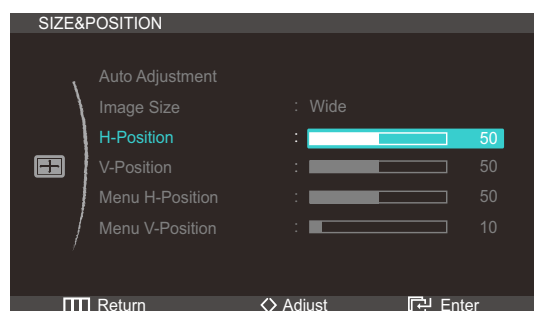 SIZE&POSITION
Auto Adjustment
Image Size : Wide
H-Position : 50
V-Position : 50
Menu H-Position : 50
Menu V-Position : 10
Return Adjust Enter